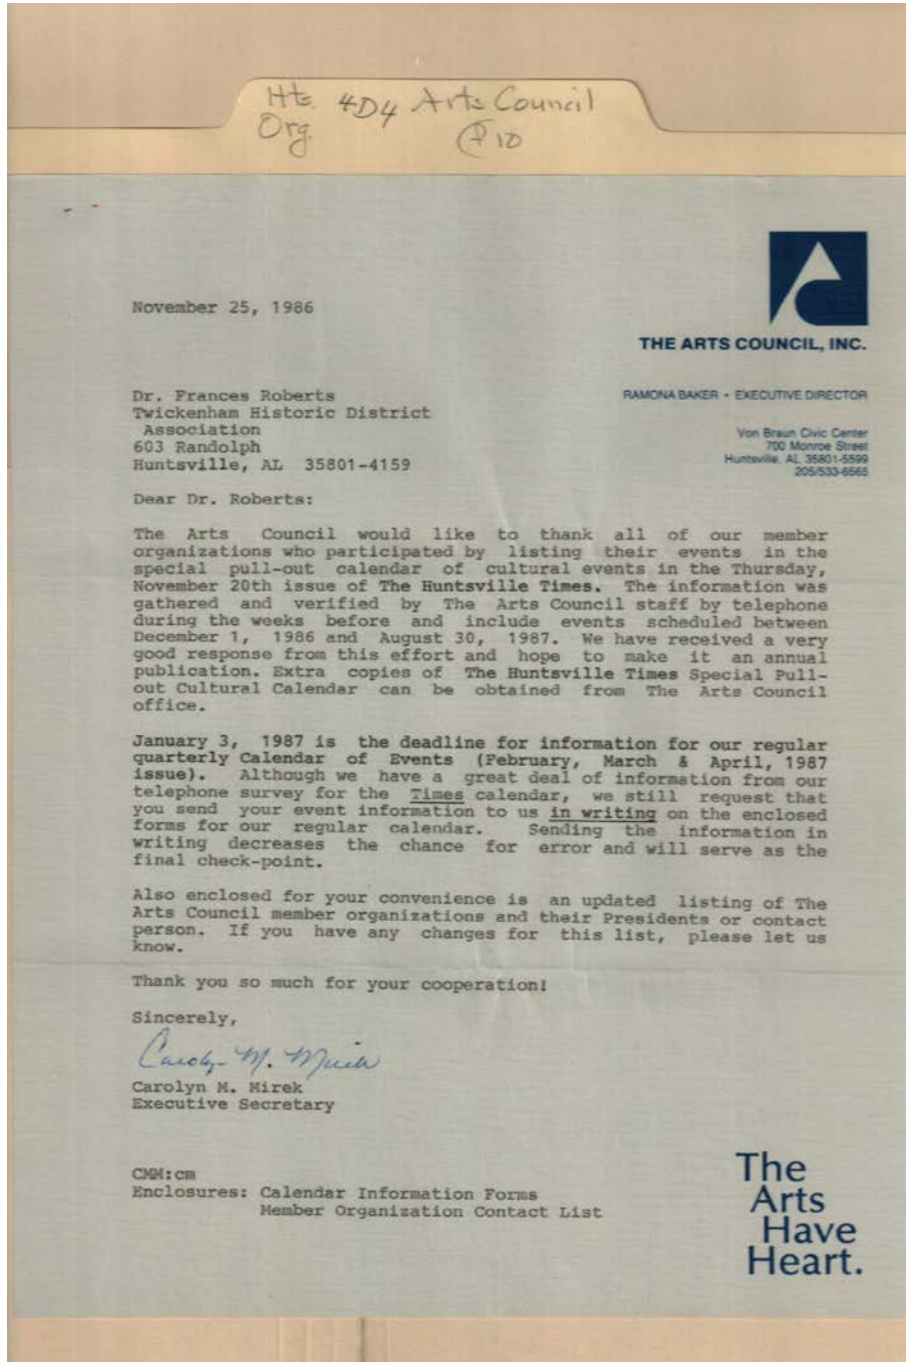 Hts. 4D4 Arts Council
Org. P 10
November 25, 1986
THE ARTS COUNCIL, INC.
RAMONA BAKER • EXECUTIVE DIRECTOR
Von Braun Civic Center
700 Monroe Street
Huntsville, AL 35801-5599
205/533-6565
Dr. Frances Roberts
Twickenham Historic District
Association
603 Randolph
Huntsville, AL 35801-4159
Dear Dr. Roberts:
The Arts Council would like to thank all of our member
organizations who participated by listing their events in the
special pull-out calendar of cultural events in the Thursday,
November 20th issue of The Huntsville Times. The information was
gathered and verified by The Arts Council staff by telephone
during the weeks before and include events scheduled between
December 1, 1986 and August 30, 1987. We have received a very
good response from this effort and hope to make it an annual
publication. Extra copies of The Huntsville Times Special Pull-
out Cultural Calendar can be obtained from The Arts Council
office.
January 3, 1987 is the deadline for information for our regular
quarterly Calendar of Events (February, March & April, 1987
issue). Although we have a great deal of information from our
telephone survey for the Times calendar, we still request that
you send your event information to us in writing on the enclosed
forms for our regular calendar. Sending the information in
writing decreases the chance for error and will serve as the
final check-point.
Also enclosed for your convenience is an updated listing of The
Arts Council member organizations and their Presidents or contact
person. If you have any changes for this list, please let us
know.
Thank you so much for your cooperation!
Sincerely,
Carolyn M. Mirek
Carolyn M. Mirek
Executive Secretary
CMM:cm
Enclosures: Calendar Information Forms
Member Organization Contact List
The
Arts
Have
Heart.